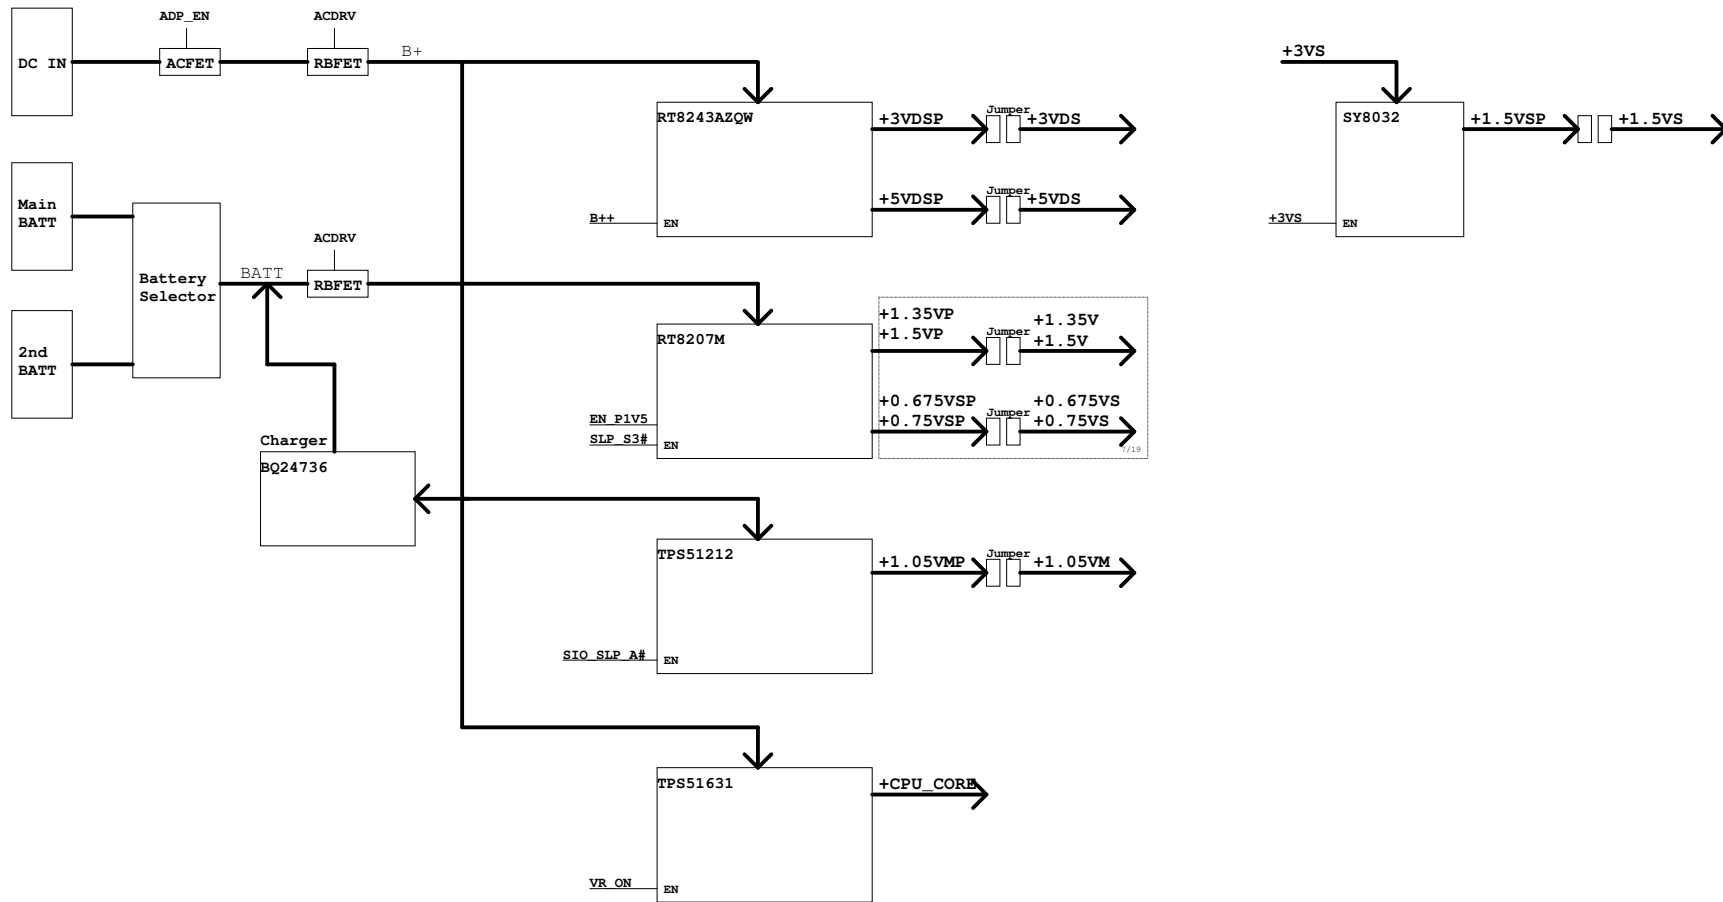 ADP_EN
ACDRV
B+
DC IN
ACFET
RBFET
+3VS
RT8243AZQW
+3VDSP
Jumper
+3VDS
SY8032
+1.5VSP
+1.5VS
+5VDSP
Jumper
+5VDS
B++
EN
+3VS
EN
Main
BATT
Battery
Selector
BATT
ACDRV
RBFET
2nd
BATT
RT8207M
+1.35VP
+1.5VP
Jumper
+1.35V
+1.5V
+0.675VSP
+0.75VSP
Jumper
+0.675VS
+0.75VS
7/19
EN_P1V5
SLP_S3#
EN
Charger
BQ24736
TPS51212
+1.05VMP
Jumper
+1.05VM
SIO_SLP_A#
EN
TPS51631
+CPU_CORE
VR_ON
EN